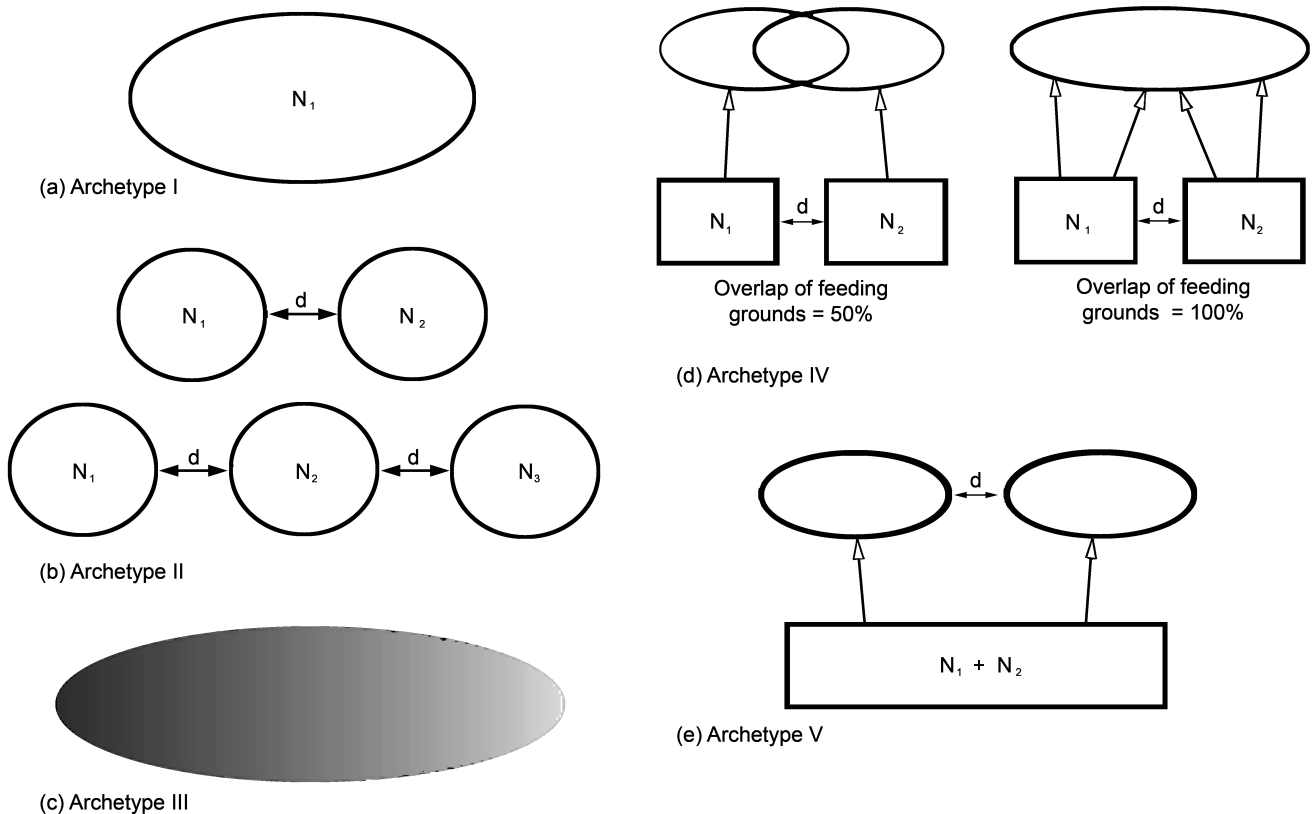 N₁
(a) Archetype I
N₁
d
N₂
N₁
d
N₂
d
N₃
(b) Archetype II
(c) Archetype III
N₁
d
N₂
Overlap of feeding
grounds = 50%
N₁
d
N₂
Overlap of feeding
grounds = 100%
(d) Archetype IV
d
N₁ + N₂
(e) Archetype V